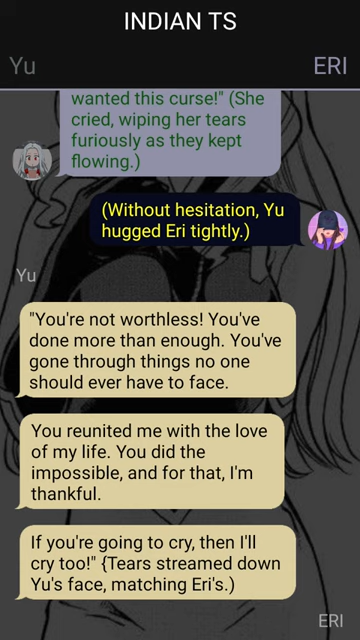 INDIAN TS
Yu
ERI
wanted this curse!" (She
cried, wiping her tears
furiously as they kept
flowing.)
(Without hesitation, Yu
hugged Eri tightly.)
Yu
"You're not worthless! You've
done more than enough. You've
gone through things no one
should ever have to face.
You reunited me with the love
of my life. You did the
impossible, and for that, I'm
thankful.
If you're going to cry, then I'll
cry too!" {Tears streamed down
Yu's face, matching Eri's.)
ERI